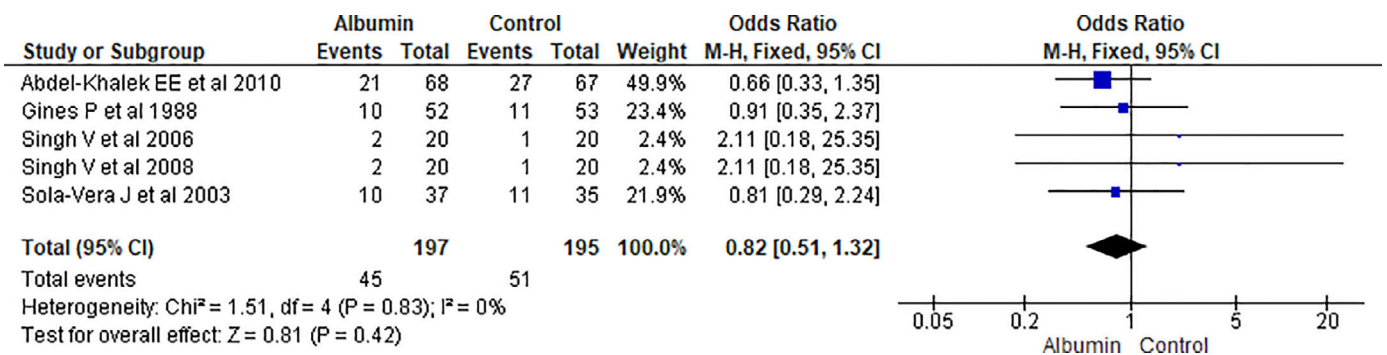 Albumin Control Odds Ratio Odds Ratio
Study or Subgroup Events Total Events Total Weight M-H, Fixed, 95% CI M-H, Fixed, 95% CI
Abdel-Khalek EE et al 2010 21 68 27 67 49.9% 0.66 [0.33, 1.35]
Gines P et al 1988 10 52 11 53 23.4% 0.91 [0.35, 2.37]
Singh V et al 2006 2 20 1 20 2.4% 2.11 [0.18, 25.35]
Singh V et al 2008 2 20 1 20 2.4% 2.11 [0.18, 25.35]
Sola-Vera J et al 2003 10 37 11 35 21.9% 0.81 [0.29, 2.24]
Total (95% CI) 197 195 100.0% 0.82 [0.51, 1.32]
Total events 45 51
Heterogeneity: Chi² = 1.51, df = 4 (P = 0.83); I² = 0%
Test for overall effect: Z = 0.81 (P = 0.42)
0.05 0.2 1 5 20
Albumin Control